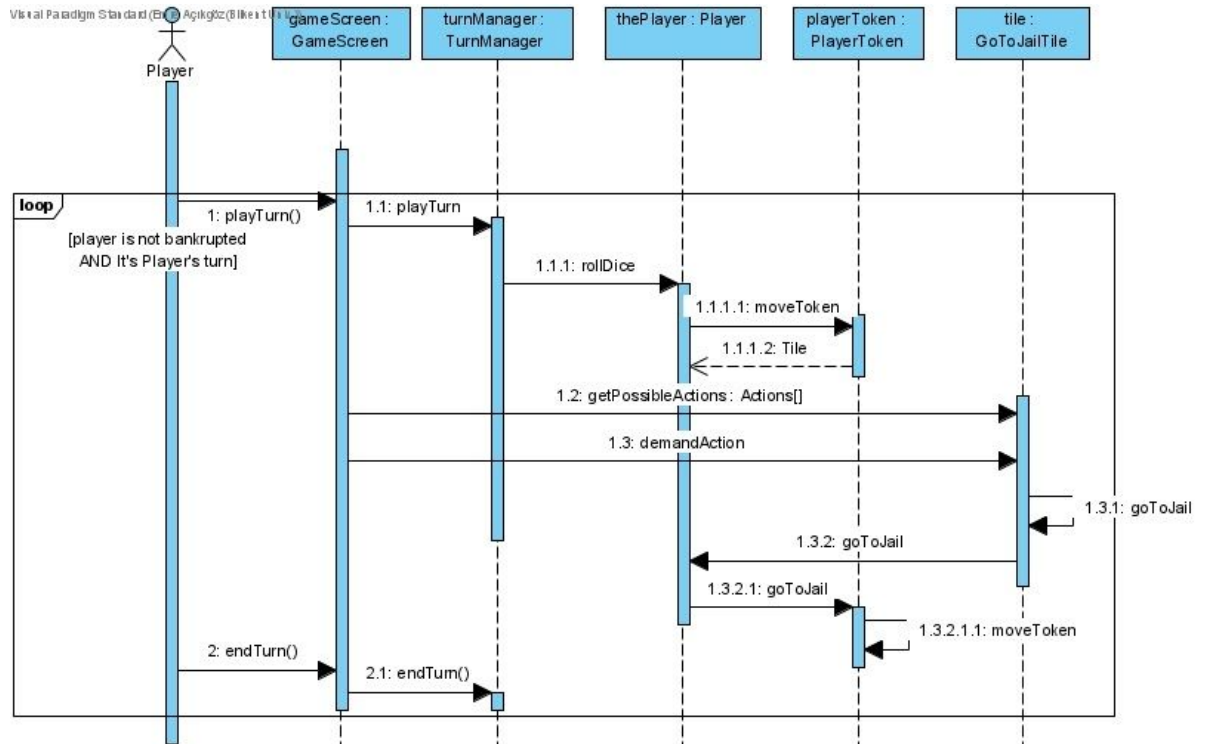 Visual Paradigm Standard (Emre Açıkgöz(Bilkent
Player
gameScreen :
GameScreen
turnManager :
TurnManager
thePlayer : Player
playerToken :
PlayerToken
tile :
GoToJailTile
loop
[player is not bankrupted
AND It's Player's turn]
1: playTurn()
1.1: playTurn
1.1.1: rollDice
1.1.1.1: moveToken
1.1.1.2: Tile
1.2: getPossibleActions : Actions[]
1.3: demandAction
1.3.1: goToJail
1.3.2: goToJail
1.3.2.1: goToJail
1.3.2.1.1: moveToken
2: endTurn()
2.1: endTurn()